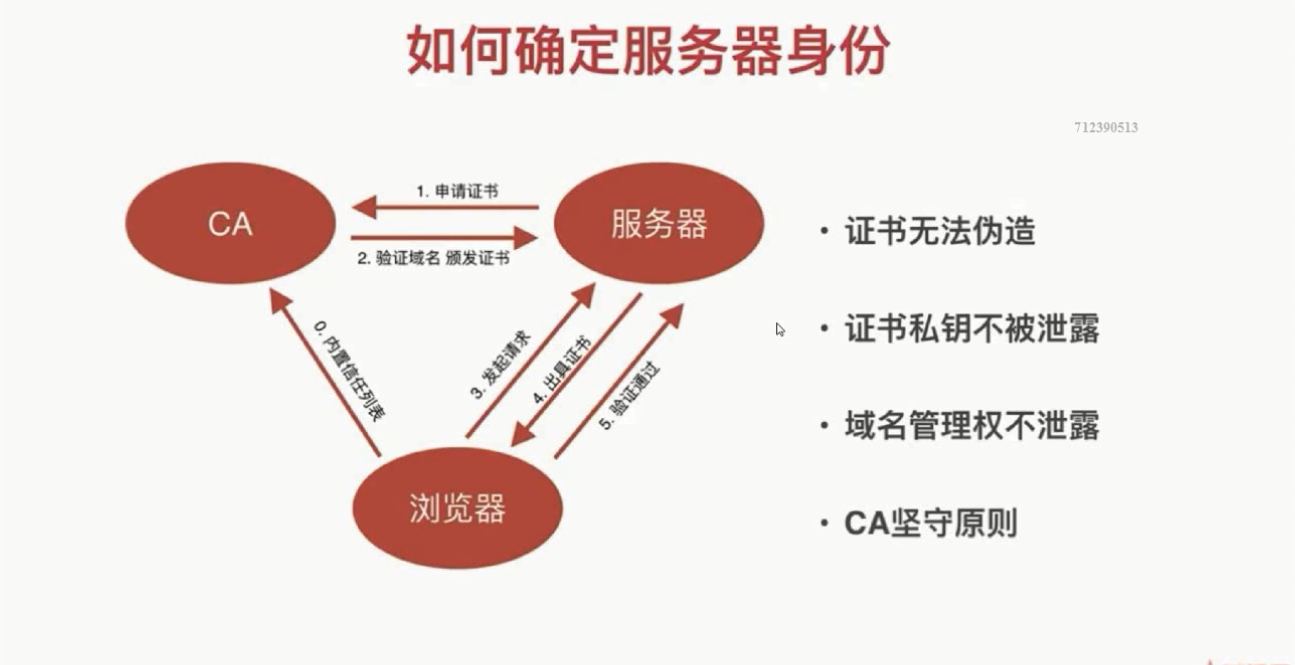 如何确定服务器身份
712390513
CA
1. 申请证书
服务器
2. 验证域名 颁发证书
0. 内置信任列表
3. 发起请求
4. 出具证书
5. 验证通过
浏览器
• 证书无法伪造
• 证书私钥不被泄露
• 域名管理权不泄露
• CA坚守原则